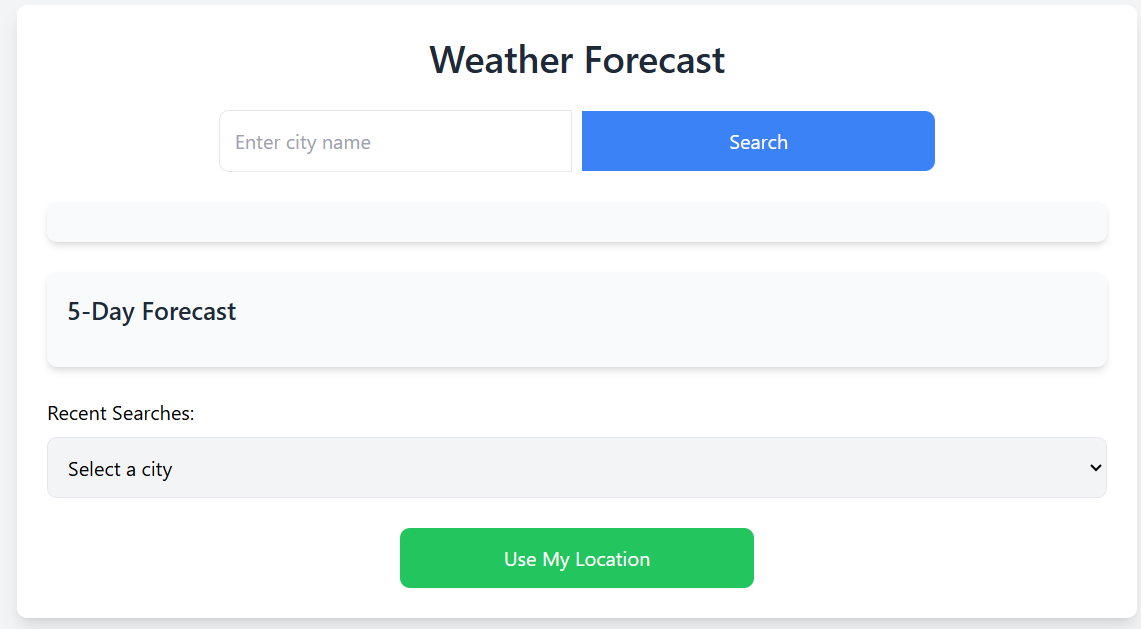 Weather Forecast
Enter city name
Search
5-Day Forecast
Recent Searches:
Select a city
Use My Location